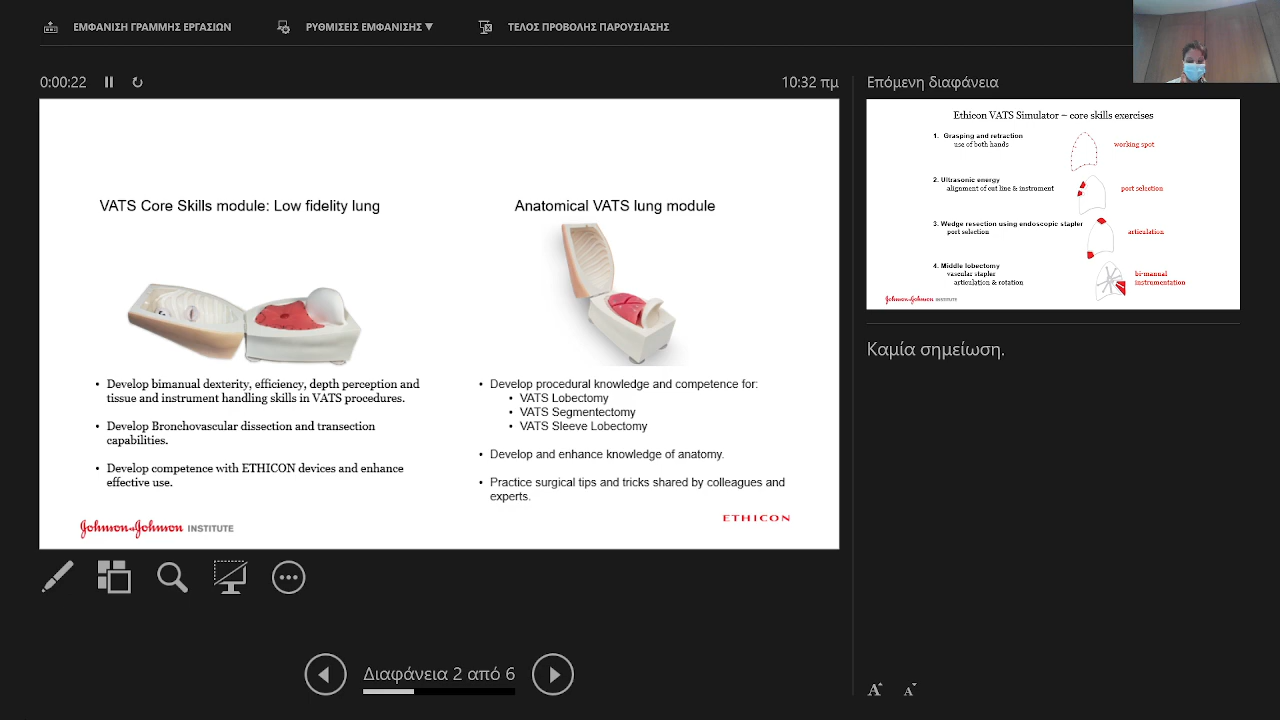 ΕΜΦΑΝΙΣΗ ΓΡΑΜΜΗΣ ΕΡΓΑΣΙΩΝ
ΡΥΘΜΙΣΕΙΣ ΕΜΦΑΝΙΣΗΣ ▼
ΤΕΛΟΣ ΠΡΟΒΟΛΗΣ ΠΑΡΟΥΣΙΑΣΗΣ
0:00:22
10:32 πμ
VATS Core Skills module: Low fidelity lung
• Develop bimanual dexterity, efficiency, depth perception and
tissue and instrument handling skills in VATS procedures.
• Develop Bronchovascular dissection and transection
capabilities.
• Develop competence with ETHICON devices and enhance
effective use.
Johnson & Johnson INSTITUTE
Anatomical VATS lung module
• Develop procedural knowledge and competence for:
• VATS Lobectomy
• VATS Segmentectomy
• VATS Sleeve Lobectomy
• Develop and enhance knowledge of anatomy.
• Practice surgical tips and tricks shared by colleagues and
experts.
ETHICON
Διαφάνεια 2 από 6
Επόμενη διαφάνεια
Ethicon VATS Simulator – core skills exercises
1. Grasping and retraction
use of both hands
working spot
2. Ultrasonic energy
alignment of cut line & instrument
port selection
3. Wedge resection using endoscopic stapler
port selection
articulation
4. Middle lobectomy
vascular stapler
articulation & rotation
bi-manual
instrumentation
Johnson & Johnson INSTITUTE
Καμία σημείωση.
A A